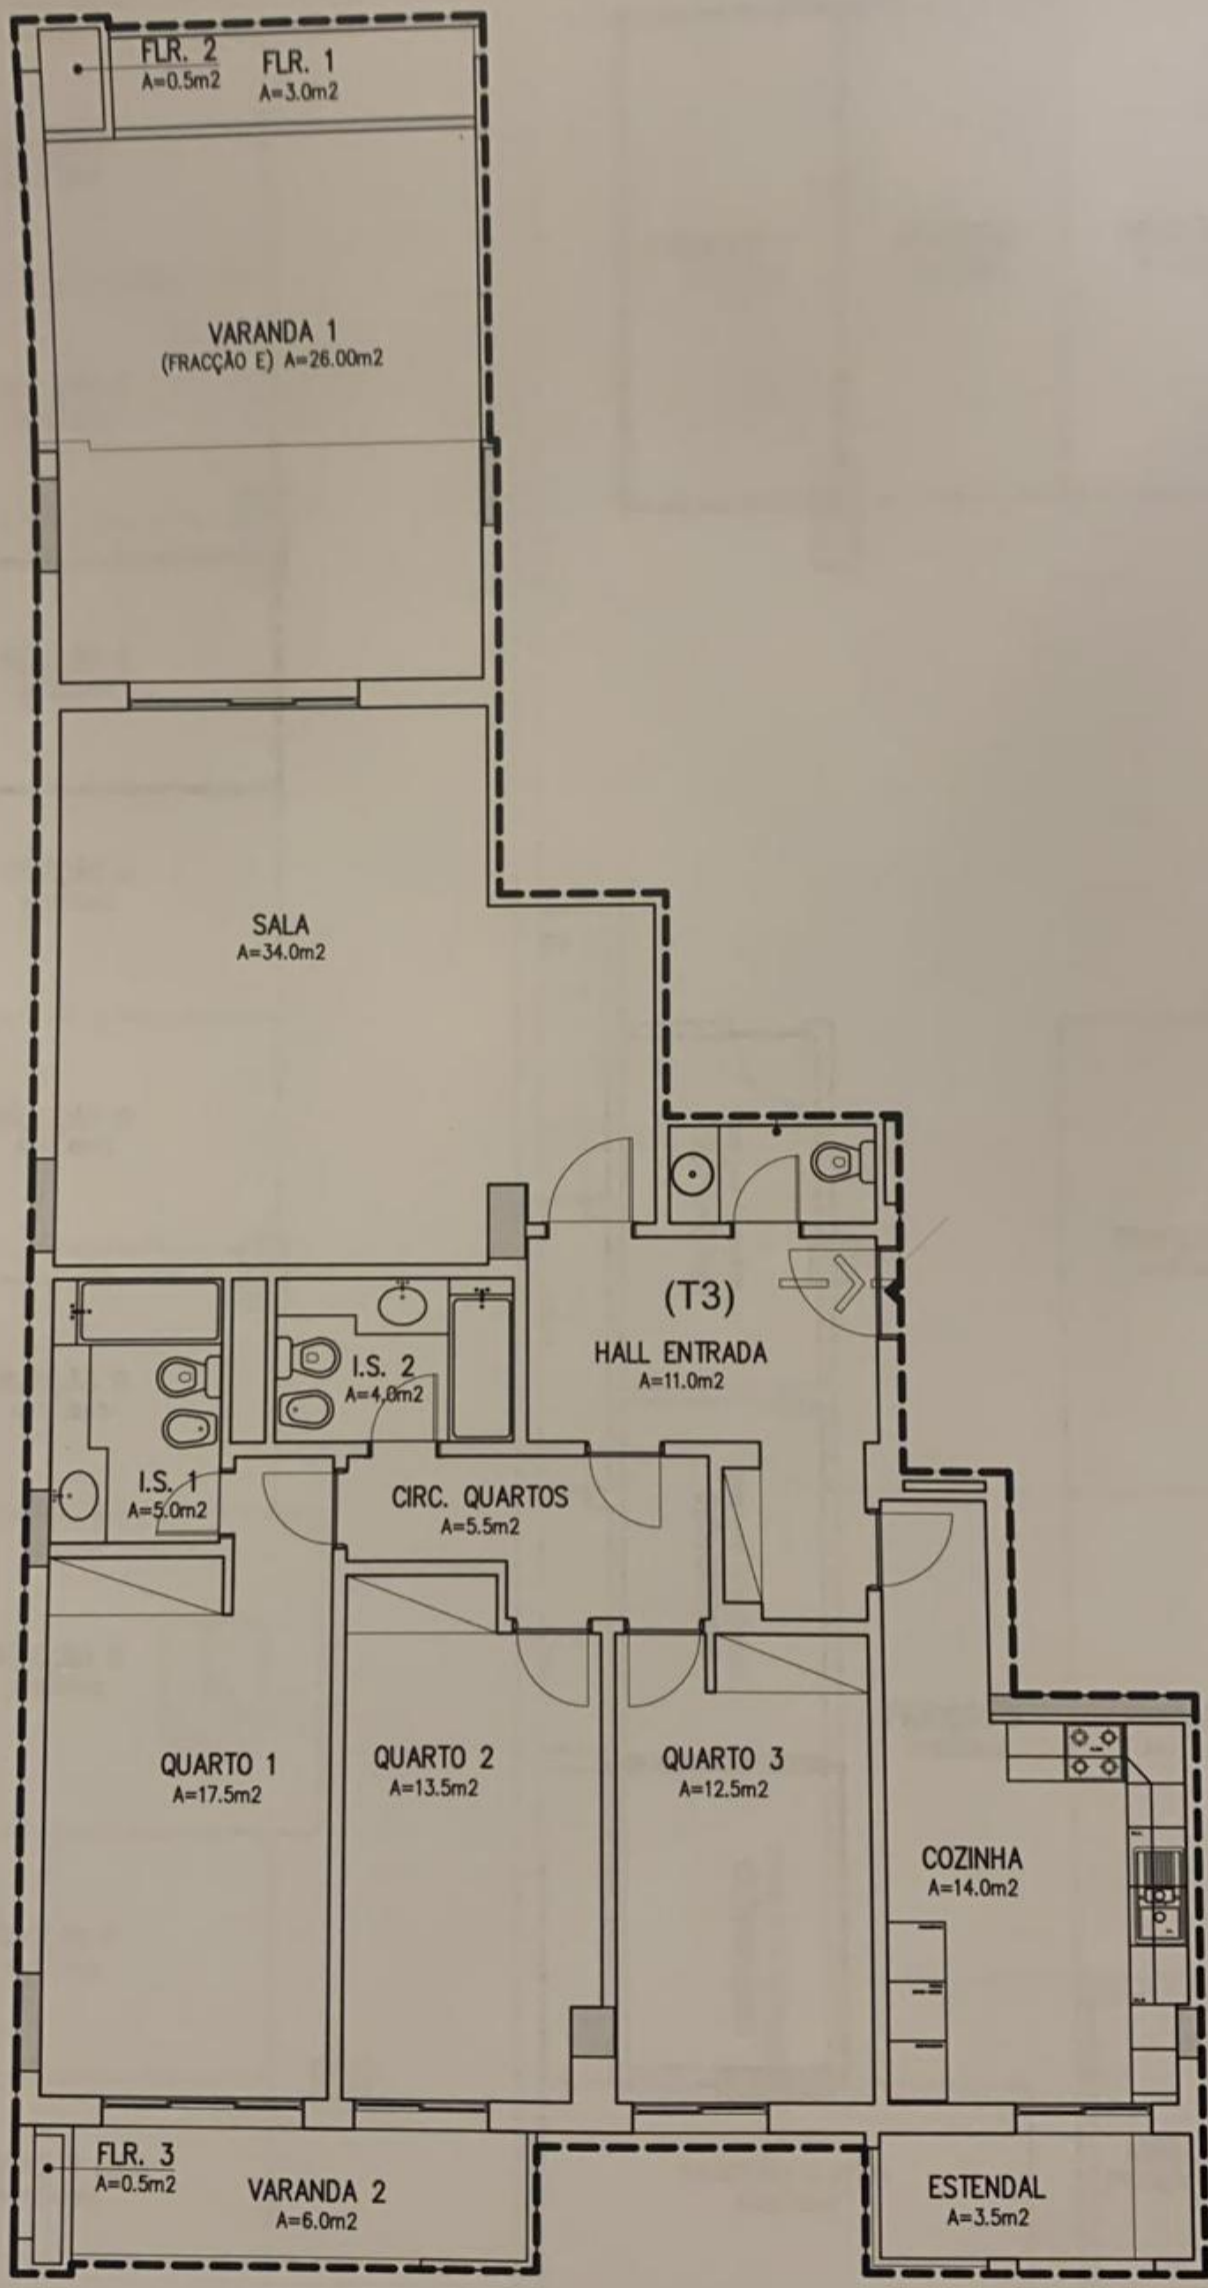 FLR. 2
A=0.5m2
FLR. 1
A=3.0m2
VARANDA 1
(FRACÇÃO E) A=26.00m2
SALA
A=34.0m2
(T3)
HALL ENTRADA
A=11.0m2
I.S. 2
A=4.0m2
I.S. 1
A=5.0m2
CIRC. QUARTOS
A=5.5m2
QUARTO 1
A=17.5m2
QUARTO 2
A=13.5m2
QUARTO 3
A=12.5m2
COZINHA
A=14.0m2
FLR. 3
A=0.5m2
VARANDA 2
A=6.0m2
ESTENDAL
A=3.5m2